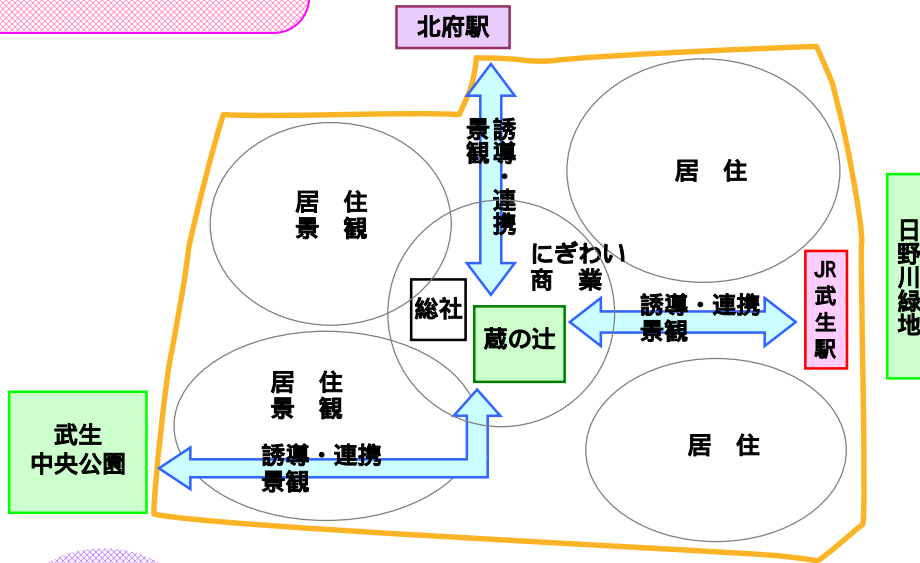 北府駅
誘導・連携
景観
居　住
景　観
居　住
にぎわい
商　業
総社
蔵の辻
誘導・連携
景観
JR
武生駅
日野川緑地
居　住
景　観
誘導・連携
景観
武生
中央公園
居　住